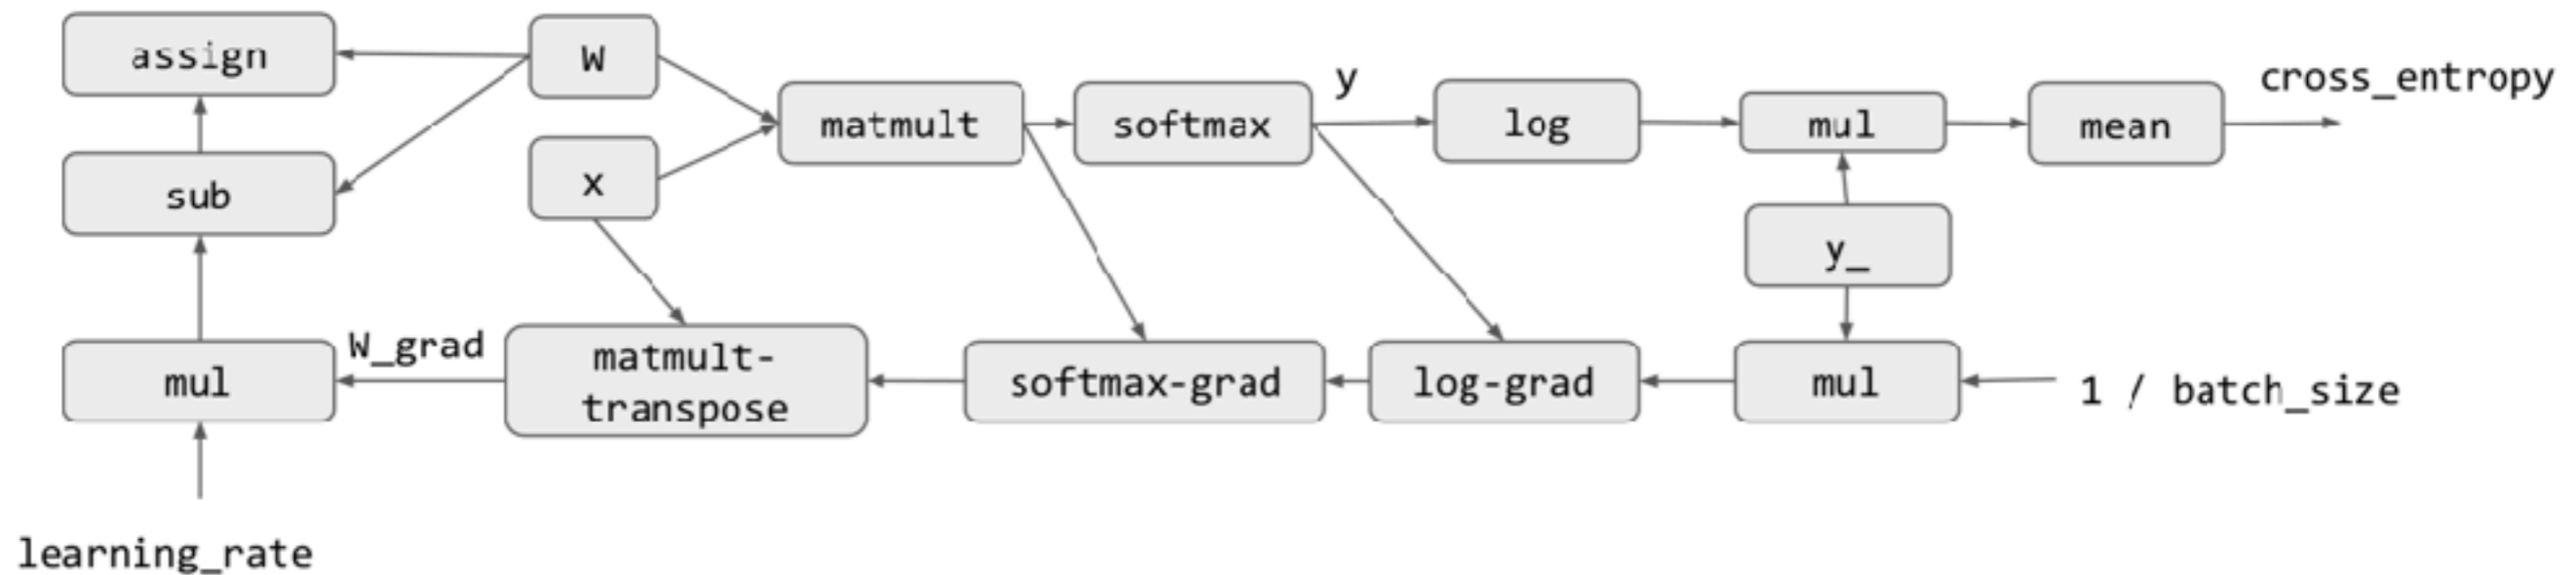 assign
W
y
cross_entropy
matmult
softmax
log
mul
mean
sub
x
y_
W_grad
mul
matmult-
transpose
softmax-grad
log-grad
mul
1 / batch_size
learning_rate